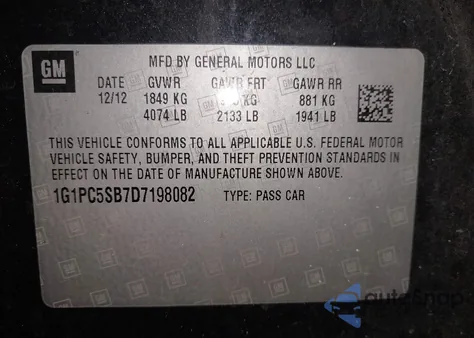 GM
MFD BY GENERAL MOTORS LLC
DATE GVWR GAWR FRT GAWR RR
12/12 1849 KG KG 881 KG
4074 LB 2133 LB 1941 LB
THIS VEHICLE CONFORMS TO ALL APPLICABLE U.S. FEDERAL MOTOR
VEHICLE SAFETY, BUMPER, AND THEFT PREVENTION STANDARDS IN
EFFECT ON THE DATE OF MANUFACTURE SHOWN ABOVE.
1G1PC5SB7D7198082 TYPE: PASS CAR
autosnap